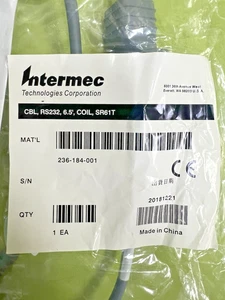 Intermec
Technologies Corporation
CBL, RS232, 6.5', COIL, SR61T
MAT'L
236-184-001
CE
S/N
20181221
QTY
1 EA
Made in China